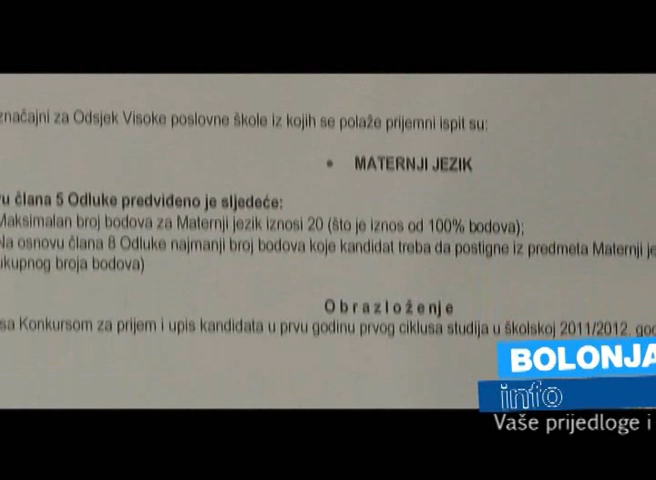 značajni za Odsjek Visoke poslovne škole iz kojih se polaže prijemni ispit su:
• MATERNJI JEZIK
člana 5 Odluke predviđeno je sljedeće:
Maksimalan broj bodova za Maternji jezik iznosi 20 (što je iznos od 100% bodova);
Na osnovu člana 8 Odluke najmanji broj bodova koje kandidat treba da postigne iz predmeta Maternji
ukupnog broja bodova)
Obrazloženje
sa Konkursom za prijem i upis kandidata u prvu godinu prvog ciklusa studija u školskoj 2011/2012.
BOLONJA
info
Vaše prijedloge i